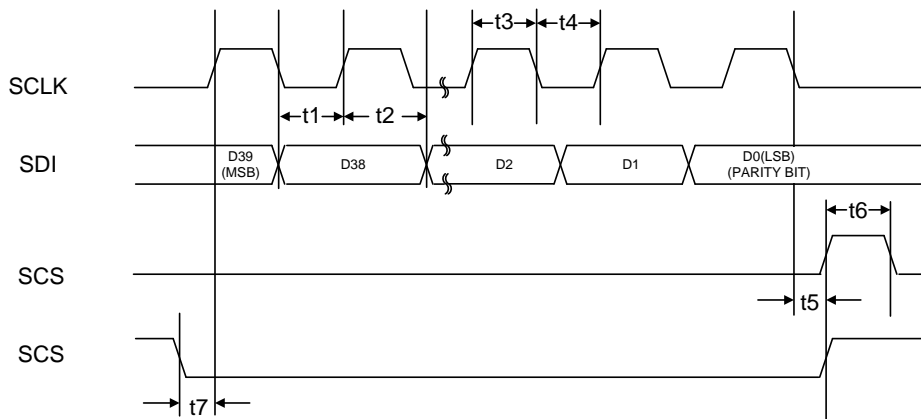 t3 t4
SCLK
t1 t2
SDI D39 (MSB) D38 D2 D1 D0(LSB) (PARITY BIT)
t6
SCS
t5
SCS
t7